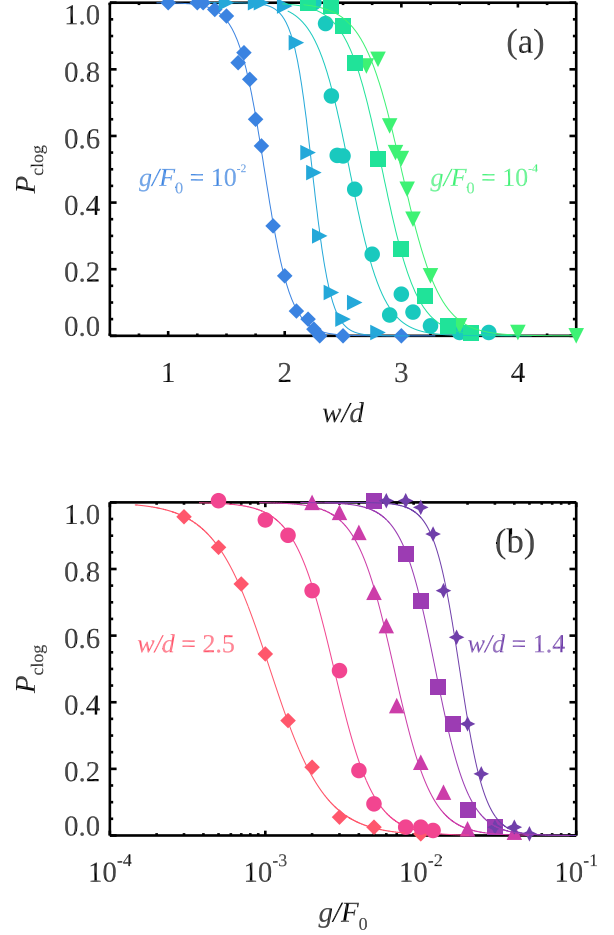 1.0
(a)
0.8
0.6
P_clog
g/F_0 = 10^-2
g/F_0 = 10^-4
0.4
0.2
0.0
1 2 3 4
w/d
1.0
(b)
0.8
0.6
P_clog
w/d = 2.5
w/d = 1.4
0.4
0.2
0.0
10^-4 10^-3 10^-2 10^-1
g/F_0